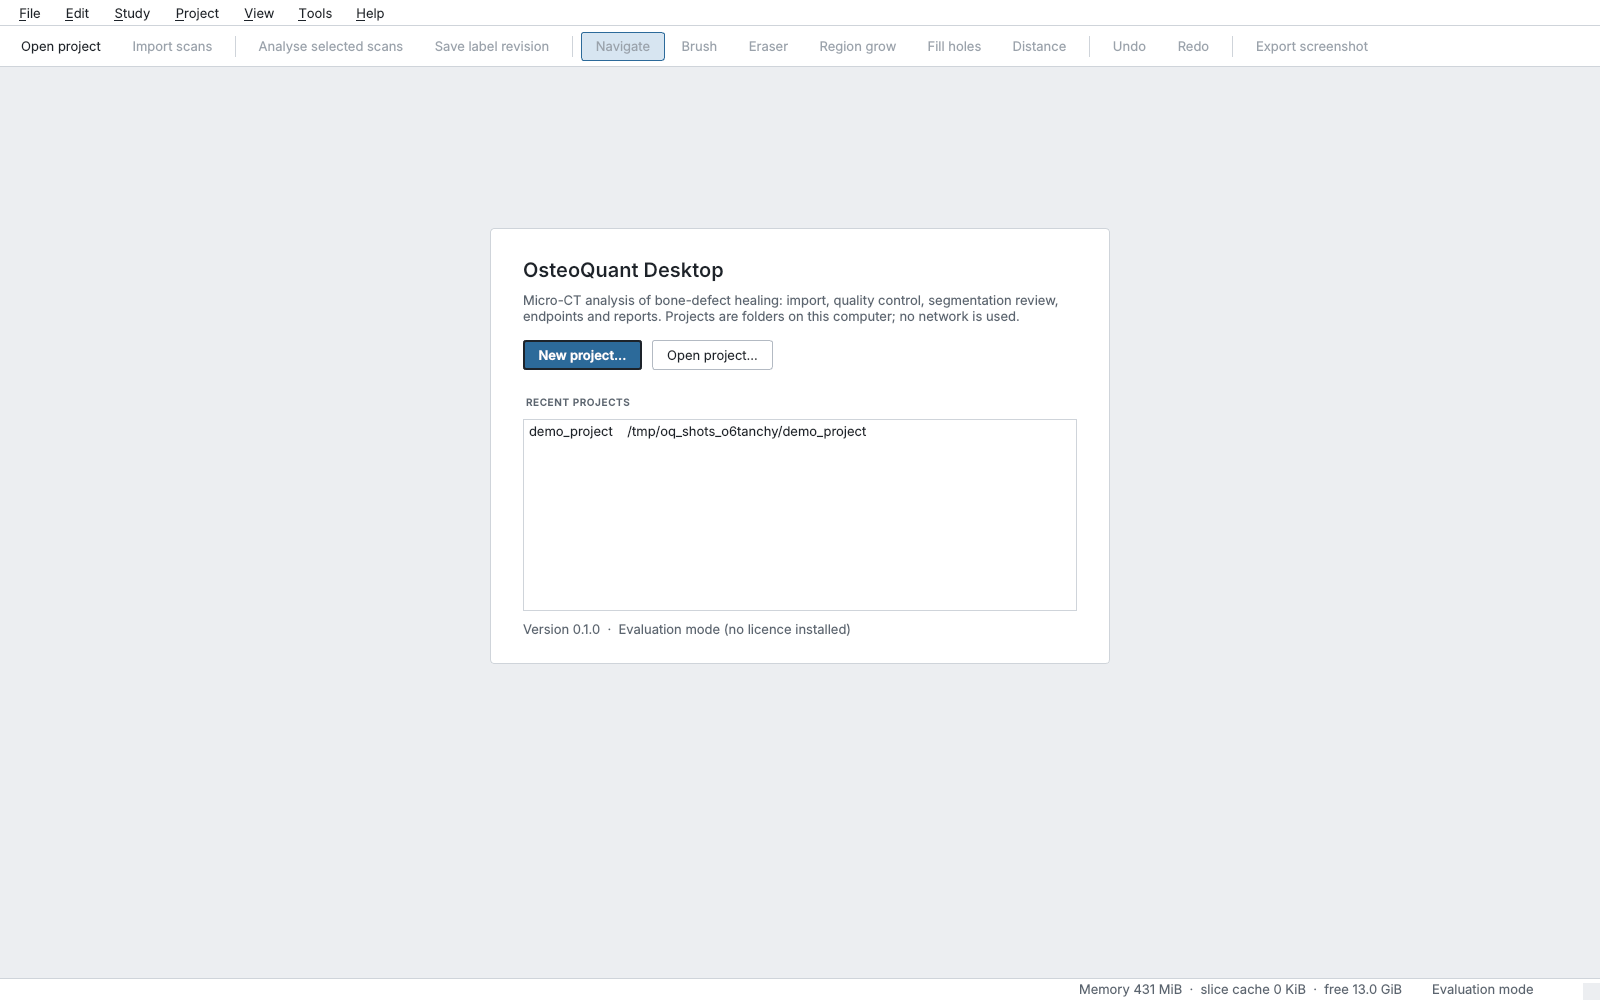 File Edit Study Project View Tools Help
Open project Import scans Analyse selected scans Save label revision Navigate Brush Eraser Region grow Fill holes Distance Undo Redo Export screenshot
OsteoQuant Desktop
Micro-CT analysis of bone-defect healing: import, quality control, segmentation review,
endpoints and reports. Projects are folders on this computer; no network is used.
New project... Open project...
RECENT PROJECTS
demo_project /tmp/oq_shots_o6tanchy/demo_project
Version 0.1.0 · Evaluation mode (no licence installed)
Memory 431 MiB · slice cache 0 KiB · free 13.0 GiB Evaluation mode